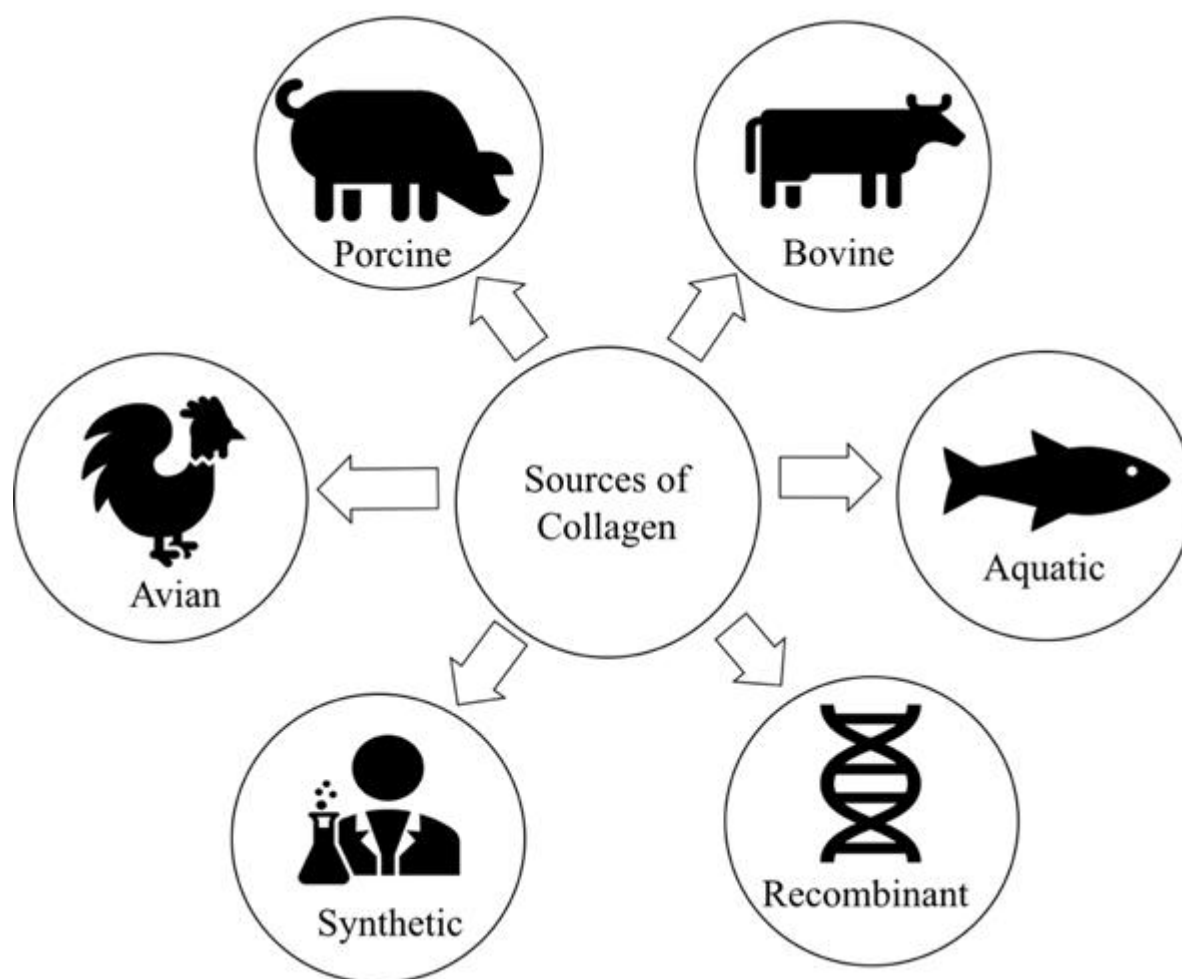 Porcine
Bovine
Avian
Sources of
Collagen
Aquatic
Synthetic
Recombinant